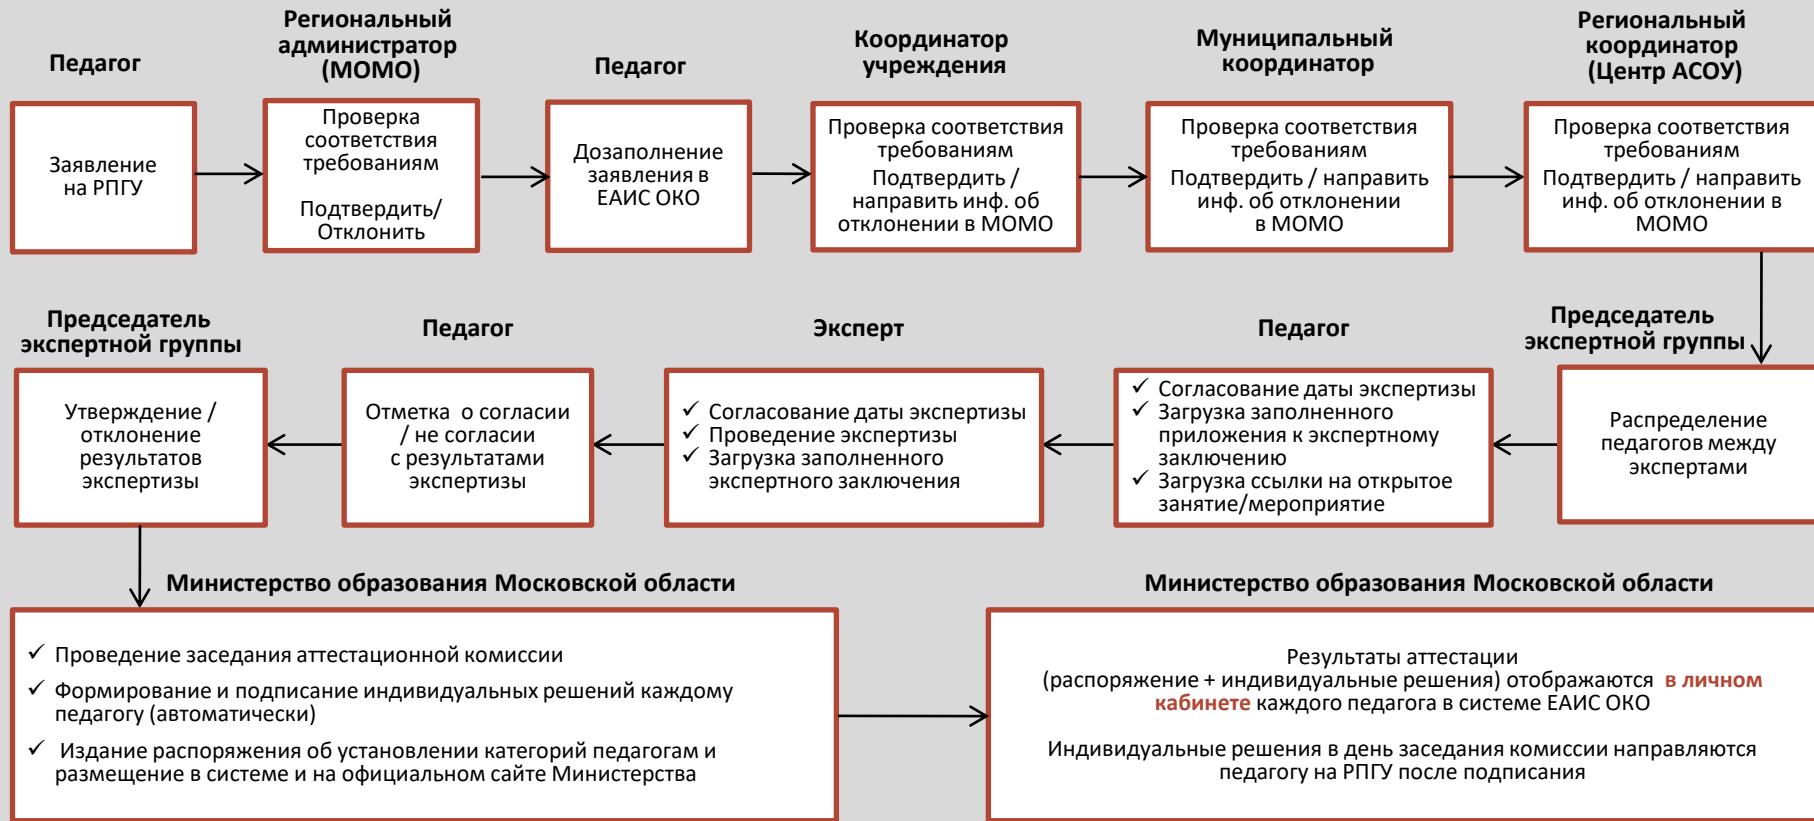 Педагог
Региональный
администратор
(МОМО)
Педагог
Координатор
учреждения
Муниципальный
координатор
Региональный
координатор
(Центр АСОУ)
Заявление
на РПГУ
Проверка
соответствия
требованиям
Подтвердить/
Отклонить
Дозаполнение
заявления в
ЕАИС ОКО
Проверка соответствия
требованиям
Подтвердить /
направить инф. об
отклонении в МОМО
Проверка соответствия
требованиям
Подтвердить / направить
инф. об отклонении
в МОМО
Проверка соответствия
требованиям
Подтвердить / направить
инф. об отклонении в
МОМО
Председатель
экспертной группы
Педагог
Эксперт
Педагог
Председатель
экспертной группы
Утверждение /
отклонение
результатов
экспертизы
Отметка о согласии
/ не согласии
с результатами
экспертизы
✓ Согласование даты экспертизы
✓ Проведение экспертизы
✓ Загрузка заполненного
экспертного заключения
✓ Согласование даты экспертизы
✓ Загрузка заполненного
приложения к экспертному
заключению
✓ Загрузка ссылки на открытое
занятие/мероприятие
Распределение
педагогов между
экспертами
Министерство образования Московской области
Министерство образования Московской области
✓ Проведение заседания аттестационной комиссии
✓ Формирование и подписание индивидуальных решений каждому
педагогу (автоматически)
✓ Издание распоряжения об установлении категорий педагогам и
размещение в системе и на официальном сайте Министерства
Результаты аттестации
(распоряжение + индивидуальные решения) отображаются в личном
кабинете каждого педагога в системе ЕАИС ОКО
Индивидуальные решения в день заседания комиссии направляются
педагогу на РПГУ после подписания